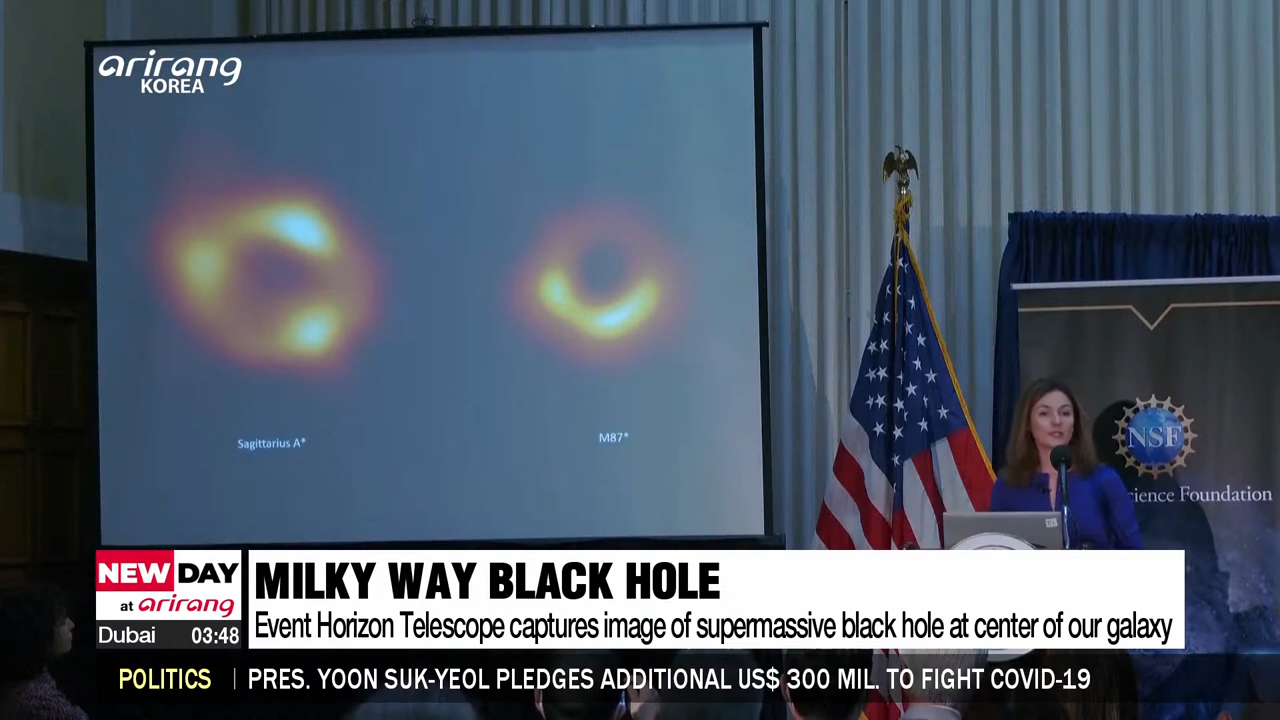 arirang
KOREA
Sagittarius A*
M87*
NSF
cience Foundation
NEW DAY
at arirang
Dubai 03:48
MILKY WAY BLACK HOLE
Event Horizon Telescope captures image of supermassive black hole at center of our galaxy
POLITICS | PRES. YOON SUK-YEOL PLEDGES ADDITIONAL US$ 300 MIL. TO FIGHT COVID-19